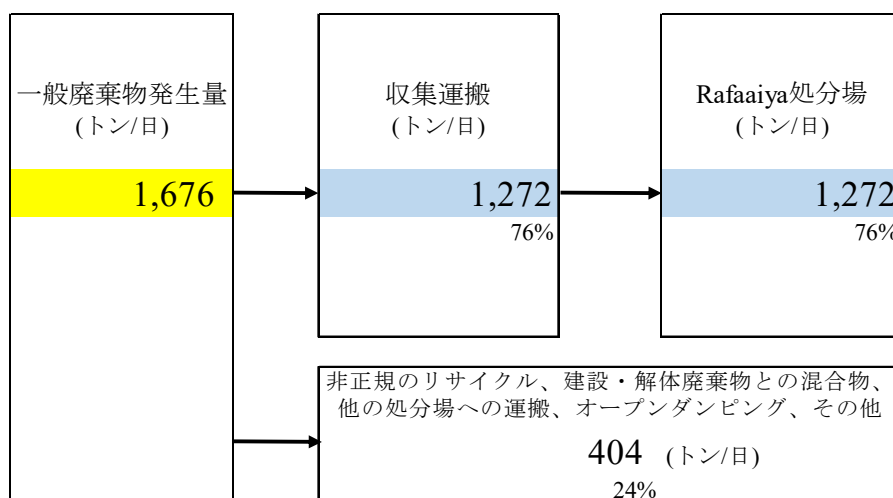 一般廃棄物発生量
(トン/日)
1,676
収集運搬
(トン/日)
1,272
76%
Rafaaiya処分場
(トン/日)
1,272
76%
非正規のリサイクル、建設・解体廃棄物との混合物、
他の処分場への運搬、オープンダンピング、その他
404 (トン/日)
24%